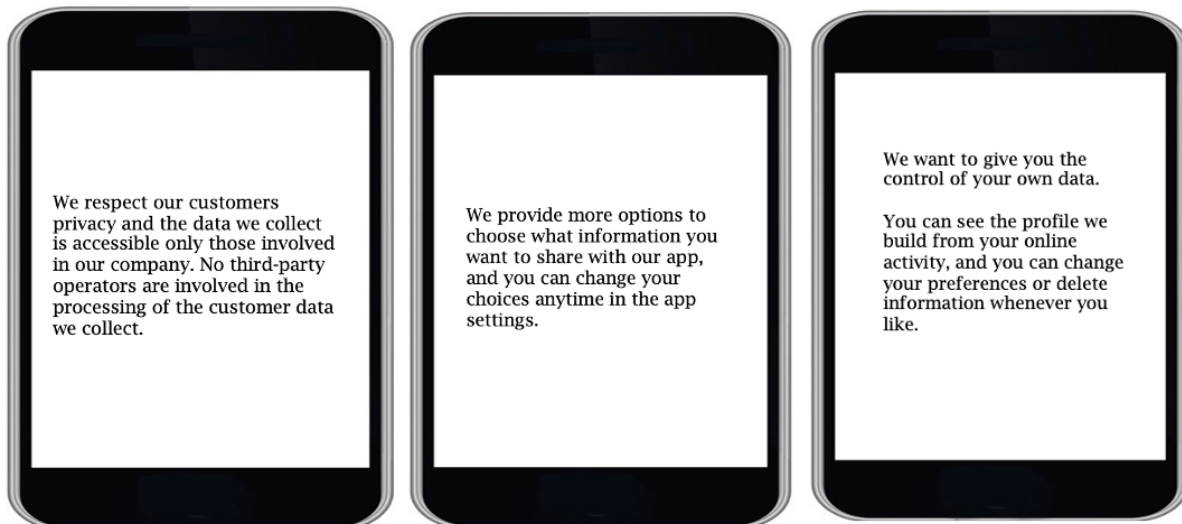 We respect our customers
privacy and the data we collect
is accessible only those involved
in our company. No third-party
operators are involved in the
processing of the customer data
we collect.
We provide more options to
choose what information you
want to share with our app,
and you can change your
choices anytime in the app
settings.
We want to give you the
control of your own data.
You can see the profile we
build from your online
activity, and you can change
your preferences or delete
information whenever you
like.